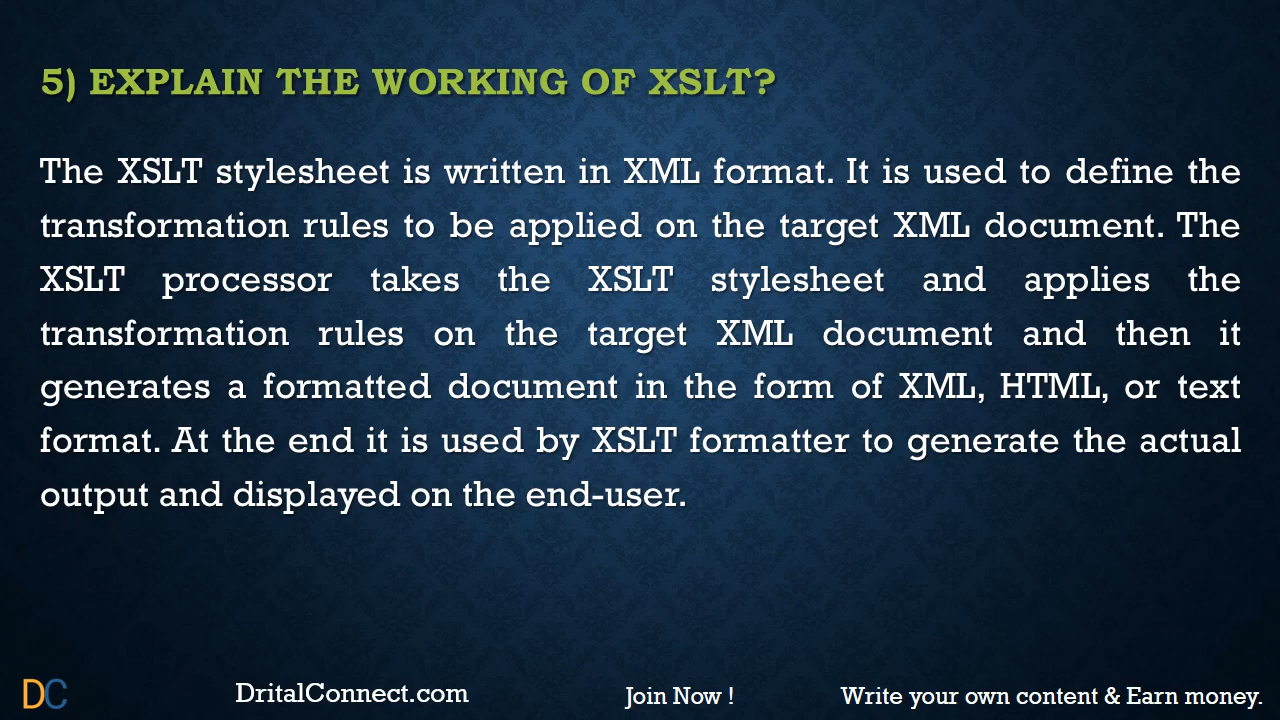 5) EXPLAIN THE WORKING OF XSLT?
The XSLT stylesheet is written in XML format. It is used to define the
transformation rules to be applied on the target XML document. The
XSLT processor takes the XSLT stylesheet and applies the
transformation rules on the target XML document and then it
generates a formatted document in the form of XML, HTML, or text
format. At the end it is used by XSLT formatter to generate the actual
output and displayed on the end-user.
DC
DritalConnect.com
Join Now !
Write your own content & Earn money.